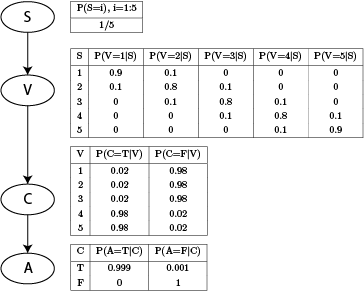 S
P(S=i), i=1:5
1/5
V
S P(V=1|S) P(V=2|S) P(V=3|S) P(V=4|S) P(V=5|S)
1 0.9 0.1 0 0 0
2 0.1 0.8 0.1 0 0
3 0 0.1 0.8 0.1 0
4 0 0 0.1 0.8 0.1
5 0 0 0 0.1 0.9
C
V P(C=T|V) P(C=F|V)
1 0.02 0.98
2 0.02 0.98
3 0.02 0.98
4 0.98 0.02
5 0.98 0.02
A
C P(A=T|C) P(A=F|C)
T 0.999 0.001
F 0 1